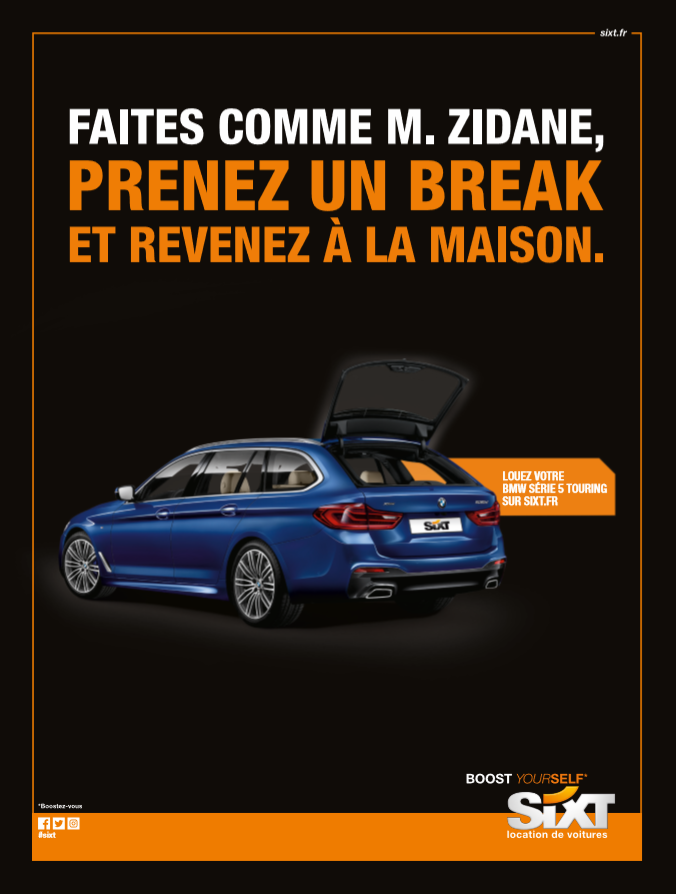 sixt.fr
FAITES COMME M. ZIDANE,
PRENEZ UN BREAK
ET REVENEZ À LA MAISON.
LOUEZ VOTRE
BMW SÉRIE 5 TOURING
SUR SIXT.FR
SIXT
BOOST YOURSELF*
*Boostez-vous
SIXT
location de voitures
#sixt